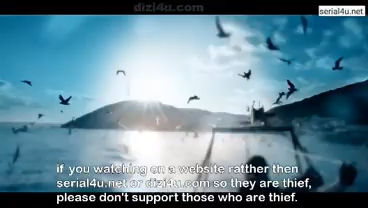 dizi4u.com
serial4u.net
if you watching on a website ratther then
serial4u.net or dizi4u.com so they are thief,
please don't support those who are thief.